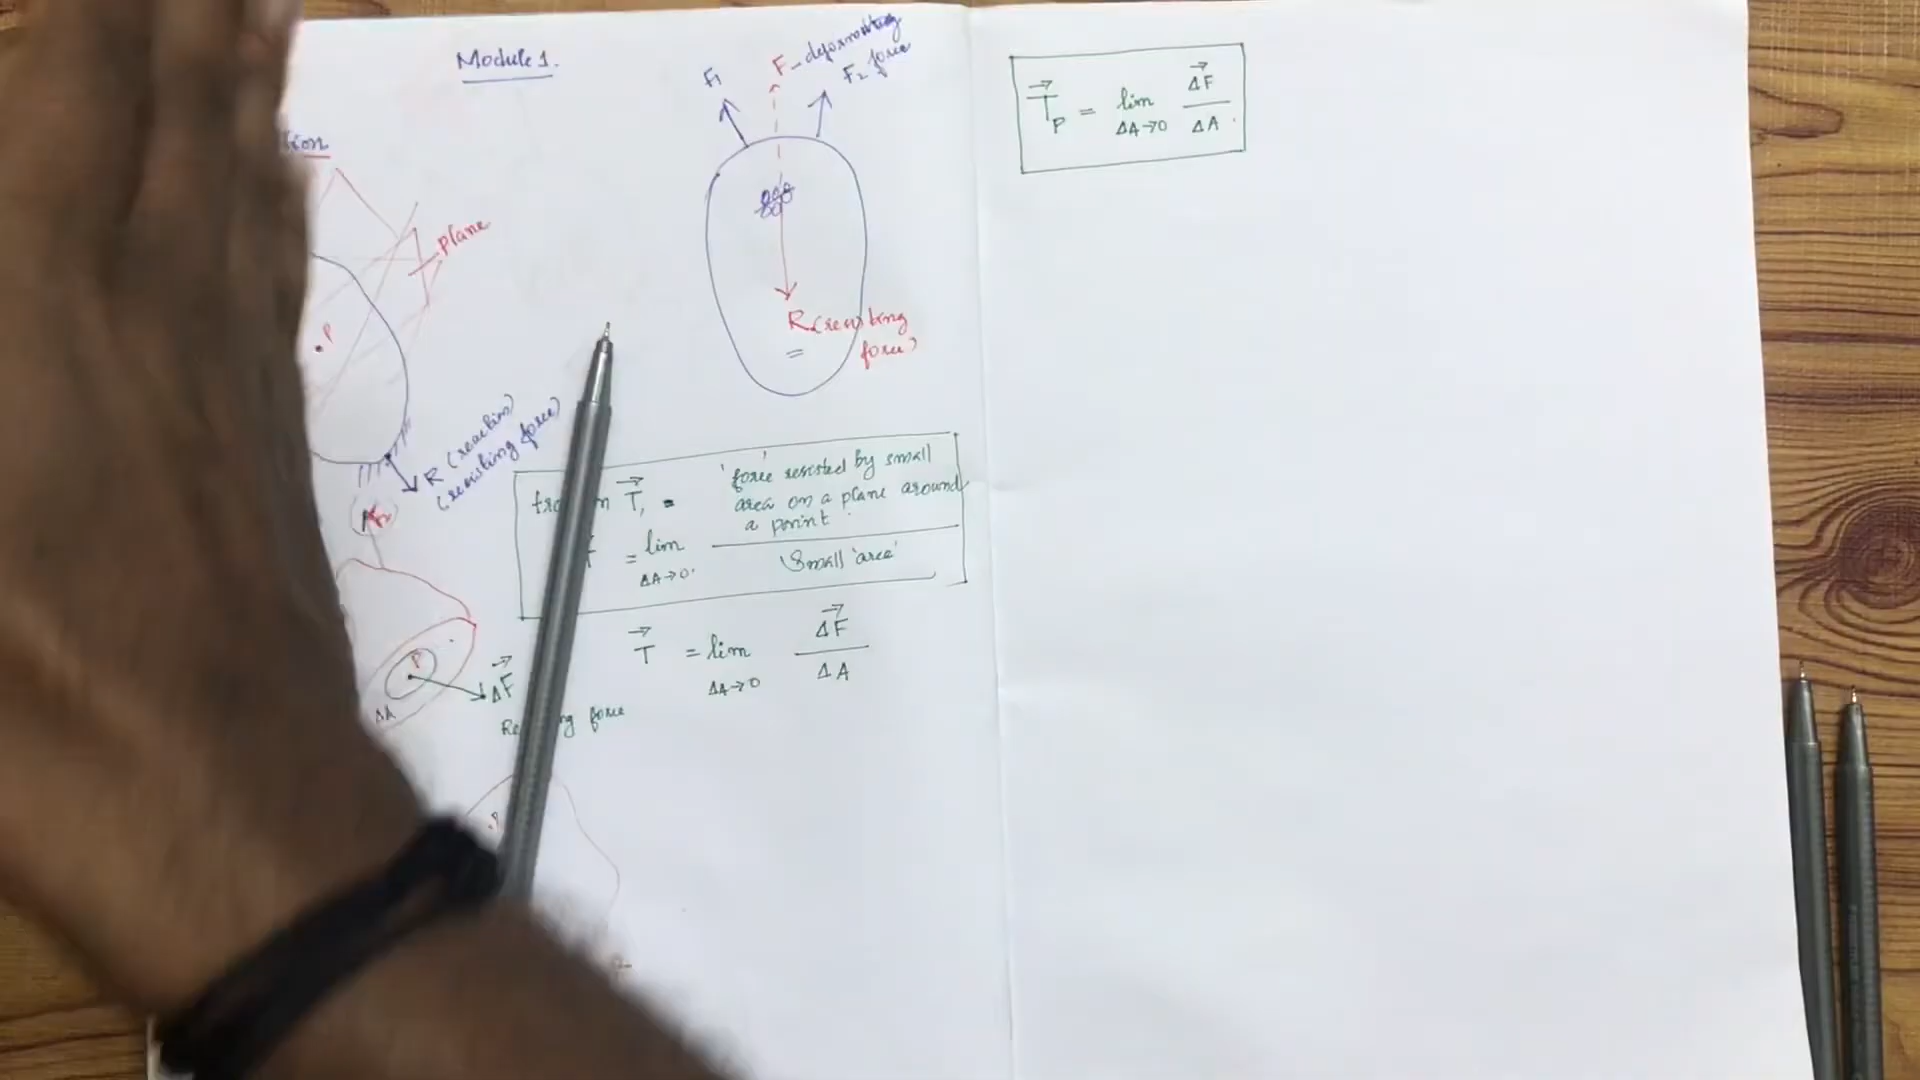 Module 1.
F₁
F - deformating
F₂ force
plane
P
R (resisting
force)
=
R (reaction)
(resisting force)
T⃗, =
'force' resisted by small
area on a plane around
a point.
= lim
ΔA→0.
Small 'area'
P
ΔA
ΔF⃗
force
T⃗ = lim ΔF⃗
ΔA→0 ΔA
P
T⃗P = lim ΔF⃗
ΔA→0 ΔA.